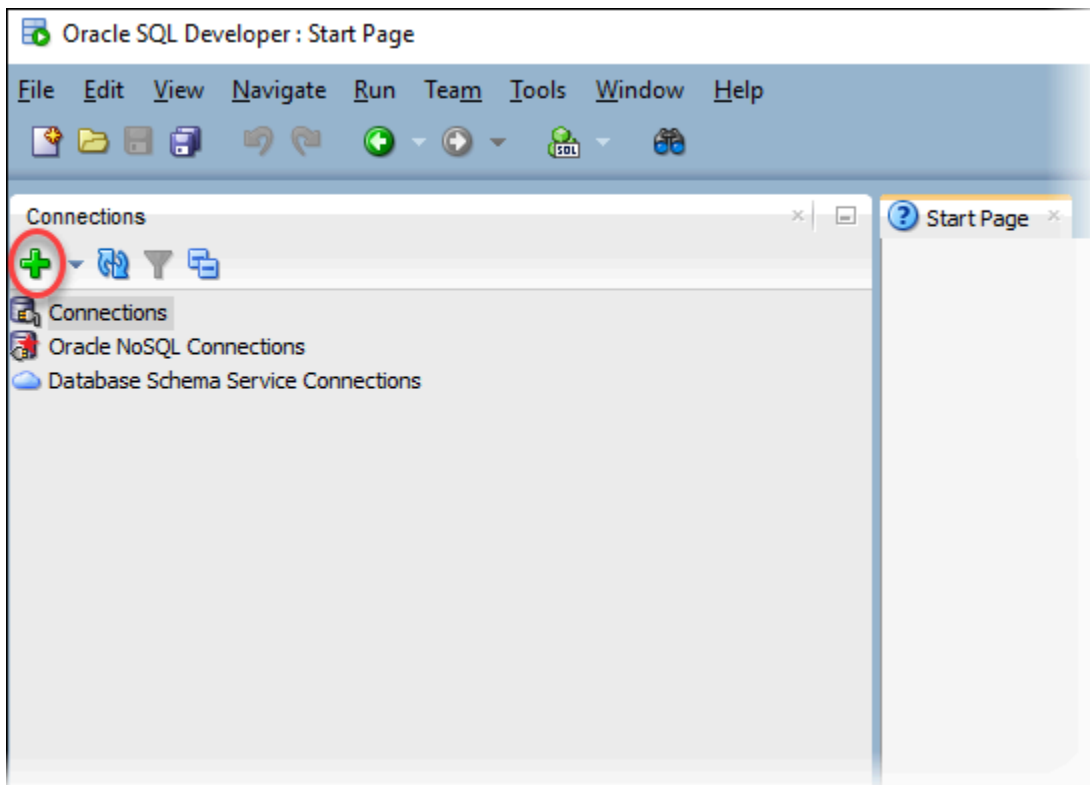 Oracle SQL Developer : Start Page
File Edit View Navigate Run Team Tools Window Help
SQL
Connections
Start Page
Connections
Oracle NoSQL Connections
Database Schema Service Connections